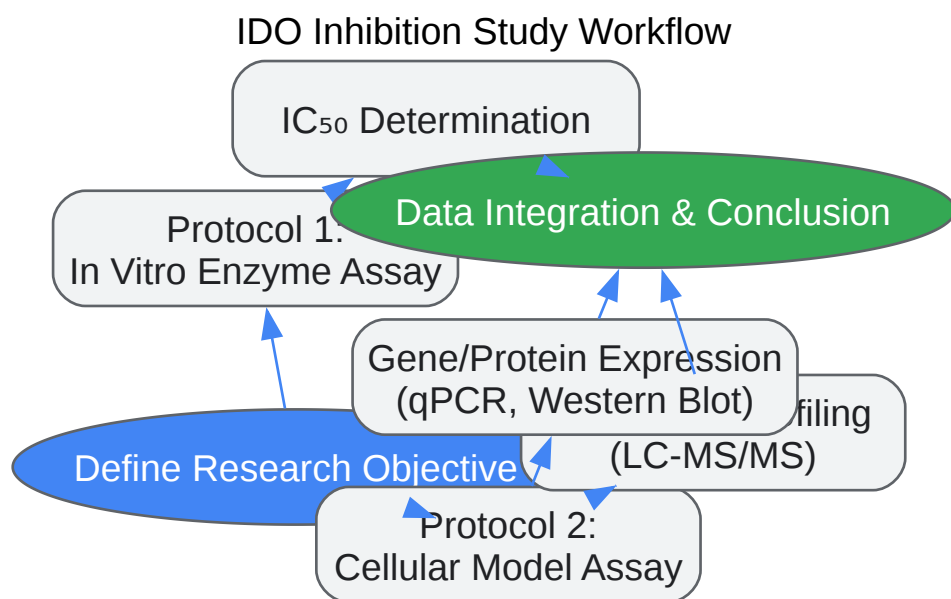 IDO Inhibition Study Workflow
IC₅₀ Determination
Data Integration & Conclusion
Protocol 1:
In Vitro Enzyme Assay
Gene/Protein Expression
(qPCR, Western Blot)
(LC-MS/MS)
Define Research Objective
Protocol 2:
Cellular Model Assay